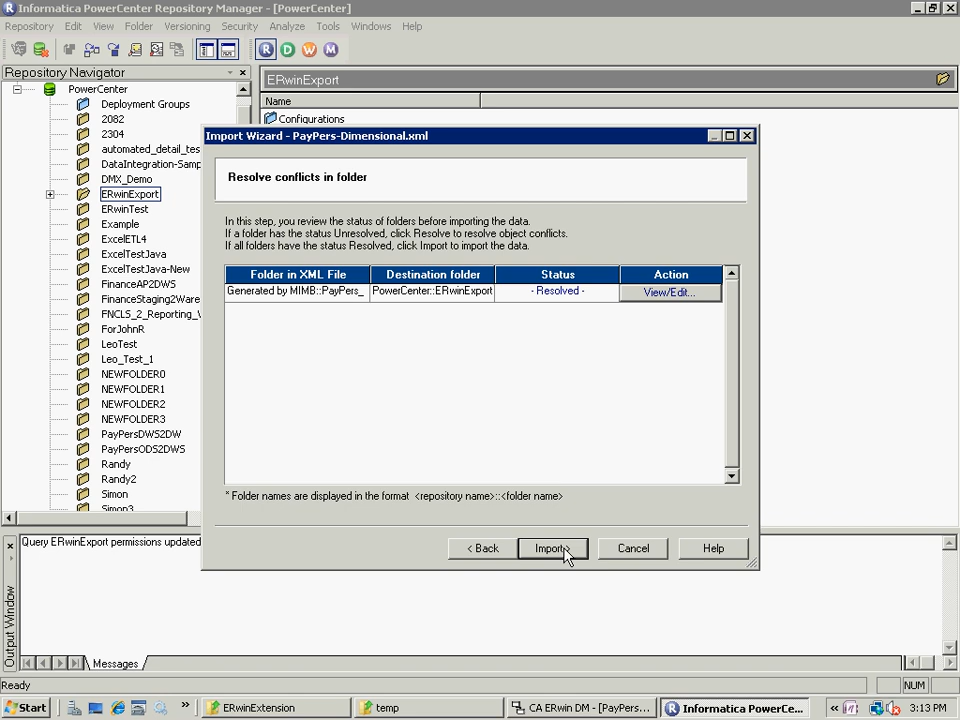 Informatica PowerCenter Repository Manager - [PowerCenter]
Repository Edit View Folder Versioning Security Analyze Tools Windows Help
R D W M
Repository Navigator
PowerCenter
Deployment Groups
2082
2304
automated_detail_tes
DataIntegration-Samp
DMX_Demo
ERwinExport
ERwinTest
Example
ExcelETL4
ExcelTestJava
ExcelTestJava-New
FinanceAP2DWS
FinanceStaging2Ware
FNCLS_2_Reporting_V
ForJohnR
LeoTest
Leo_Test_1
NEWFOLDER0
NEWFOLDER1
NEWFOLDER2
NEWFOLDER3
PayPersDWS2DW
PayPersODS2DWS
Randy
Randy2
Simon
Simon3
ERwinExport
Name
Configurations
Import Wizard - PayPers-Dimensional.xml
Resolve conflicts in folder
In this step, you review the status of folders before importing the data.
If a folder has the status Unresolved, click Resolve to resolve object conflicts.
If all folders have the status Resolved, click Import to import the data.
Folder in XML File Destination folder Status Action
Generated by MIMB::PayPers_ PowerCenter::ERwinExport - Resolved - View/Edit...
* Folder names are displayed in the format <repository name>::<folder name>
< Back Import> Cancel Help
Query ERwinExport permissions updated
Output Window
Messages
Ready NUM
Start » ERwinExtension temp CA ERwin DM - [PayPers... Informatica PowerCe... « 3:13 PM